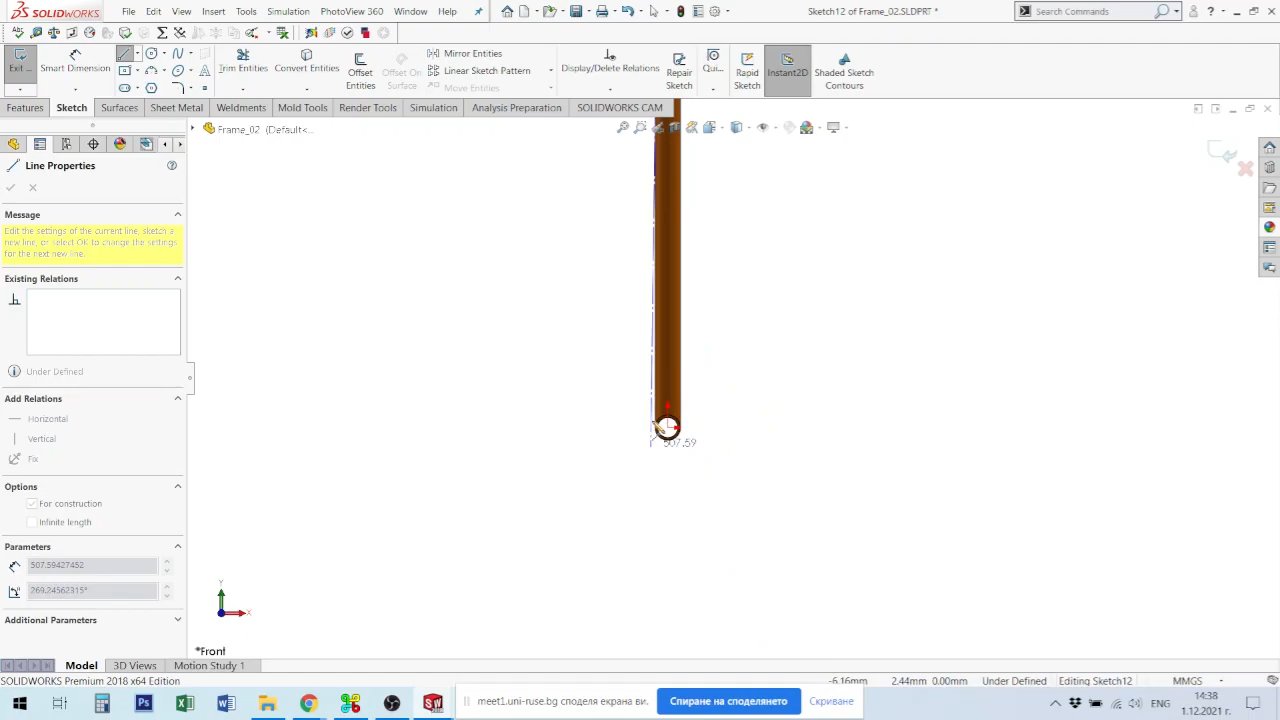 SOLIDWORKS File Edit View Insert Tools Simulation PhotoView 360 Window Help Sketch12 of Frame_02.SLDPRT * Search Commands ?
Exit ... Smart Dimension Trim Entities Convert Entities Offset Entities Offset On Surface Mirror Entities Linear Sketch Pattern Move Entities Display/Delete Relations Repair Sketch Qui... Rapid Sketch Instant2D Shaded Sketch Contours
Features Sketch Surfaces Sheet Metal Weldments Mold Tools Render Tools Simulation Analysis Preparation SOLIDWORKS CAM
Frame_02 (Default<...
Line Properties
Message
Edit the settings of the current line, sketch a
new line, or select OK to change the settings
for the next new line.
Existing Relations
Under Defined
Add Relations
Horizontal
Vertical
Fix
Options
For construction
Infinite length
Parameters
507.59427452
269.24562315°
Additional Parameters
507.59
Y
X
*Front
Model 3D Views Motion Study 1
SOLIDWORKS Premium 2018 x64 Edition -6.16mm 2.44mm 0.00mm Under Defined Editing Sketch12 MMGS
meet1.uni-ruse.bg споделя екрана ви. Спиране на споделянето Скриване
ENG 14:38
1.12.2021 г.